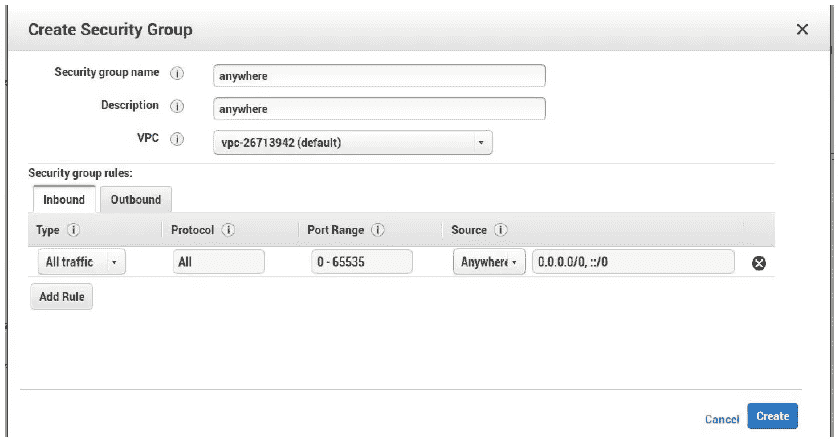 Create Security Group
Security group name anywhere
Description anywhere
VPC vpc-26713942 (default)
Security group rules:
Inbound Outbound
Type Protocol Port Range Source
All traffic All 0 - 65535 Anywhere 0.0.0.0/0, ::/0
Add Rule
Cancel Create